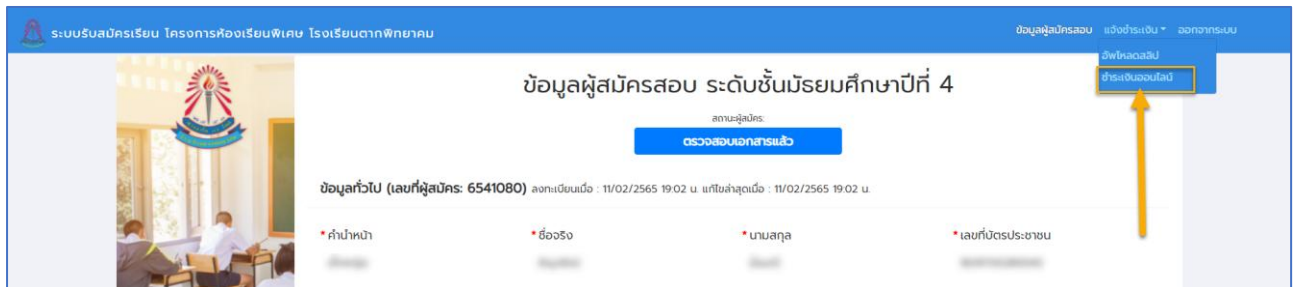 ระบบรับสมัครเรียน โครงการห้องเรียนพิเศษ โรงเรียนตากพิทยาคม
ข้อมูลผู้สมัครสอบ แจ้งชำระเงิน ออกจากระบบ
อัพโหลดสลิป
ชำระเงินออนไลน์
ข้อมูลผู้สมัครสอบ ระดับชั้นมัธยมศึกษาปีที่ 4
สถานะผู้สมัคร:
ตรวจสอบเอกสารแล้ว
ข้อมูลทั่วไป (เลขที่ผู้สมัคร: 6541080) ลงทะเบียนเมื่อ : 11/02/2565 19:02 น. แก้ไขล่าสุดเมื่อ : 11/02/2565 19:02 น.
* คำนำหน้า * ชื่อจริง * นามสกุล * เลขที่บัตรประชาชน